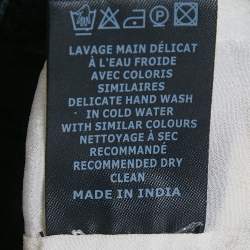 LAVAGE MAIN DÉLICAT
À L'EAU FROIDE
AVEC COLORIS
SIMILAIRES
DELICATE HAND WASH
IN COLD WATER
WITH SIMILAR COLOURS
NETTOYAGE À SEC
RECOMMANDÉ
RECOMMENDED DRY
CLEAN
MADE IN INDIA